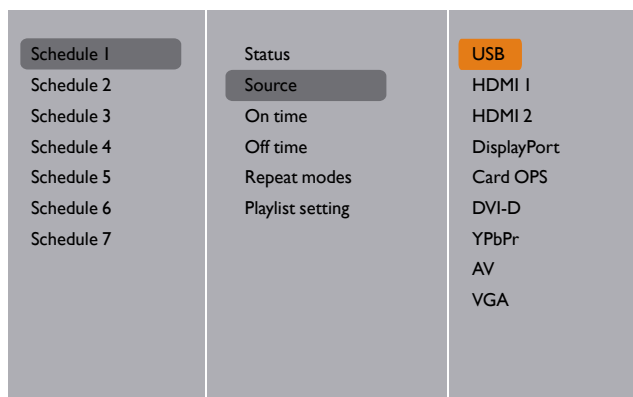 Schedule 1
Schedule 2
Schedule 3
Schedule 4
Schedule 5
Schedule 6
Schedule 7
Status
Source
On time
Off time
Repeat modes
Playlist setting
USB
HDMI 1
HDMI 2
DisplayPort
Card OPS
DVI-D
YPbPr
AV
VGA